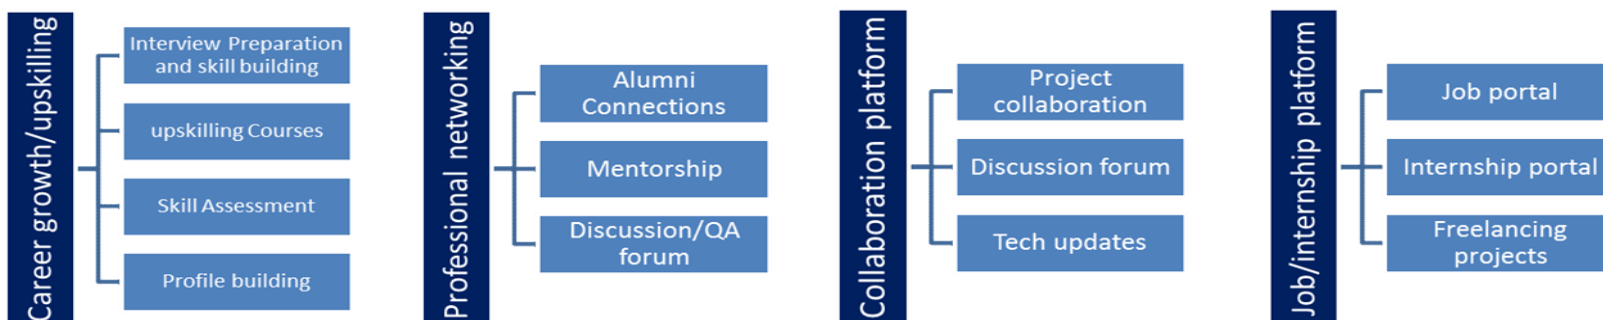 Career growth/upskilling
Interview Preparation
and skill building
upskilling Courses
Skill Assessment
Profile building
Professional networking
Alumni
Connections
Mentorship
Discussion/QA
forum
Collaboration platform
Project
collaboration
Discussion forum
Tech updates
Job/internship platform
Job portal
Internship portal
Freelancing
projects